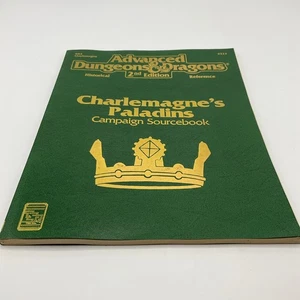 Advanced
Dungeons & Dragons
2nd Edition
Historical Reference
Charlemagne's
Paladins
Campaign Sourcebook